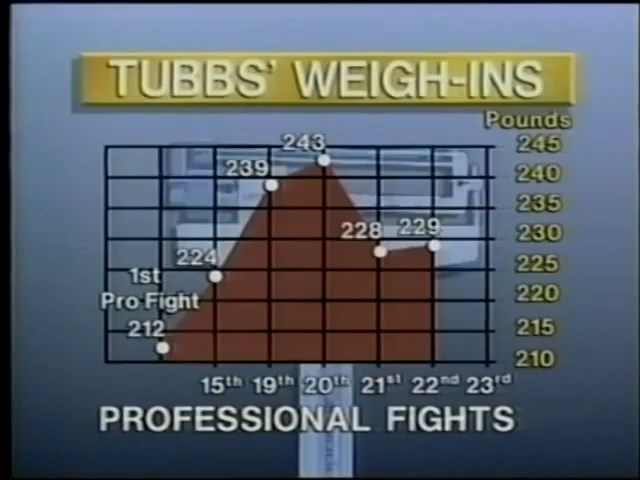 TUBBS' WEIGH-INS
Pounds
243
245
239
240
235
228
229
230
224
225
1st
Pro Fight
220
212
215
210
15th 19th 20th 21st 22nd 23rd
PROFESSIONAL FIGHTS